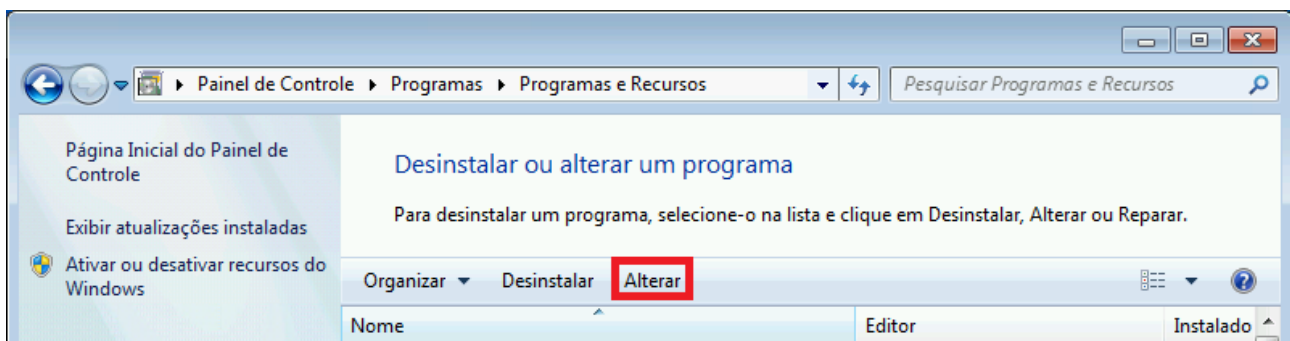 Painel de Controle ▸ Programas ▸ Programas e Recursos
Pesquisar Programas e Recursos
Página Inicial do Painel de
Controle
Exibir atualizações instaladas
Ativar ou desativar recursos do
Windows
Desinstalar ou alterar um programa
Para desinstalar um programa, selecione-o na lista e clique em Desinstalar, Alterar ou Reparar.
Organizar Desinstalar Alterar
Nome Editor Instalado